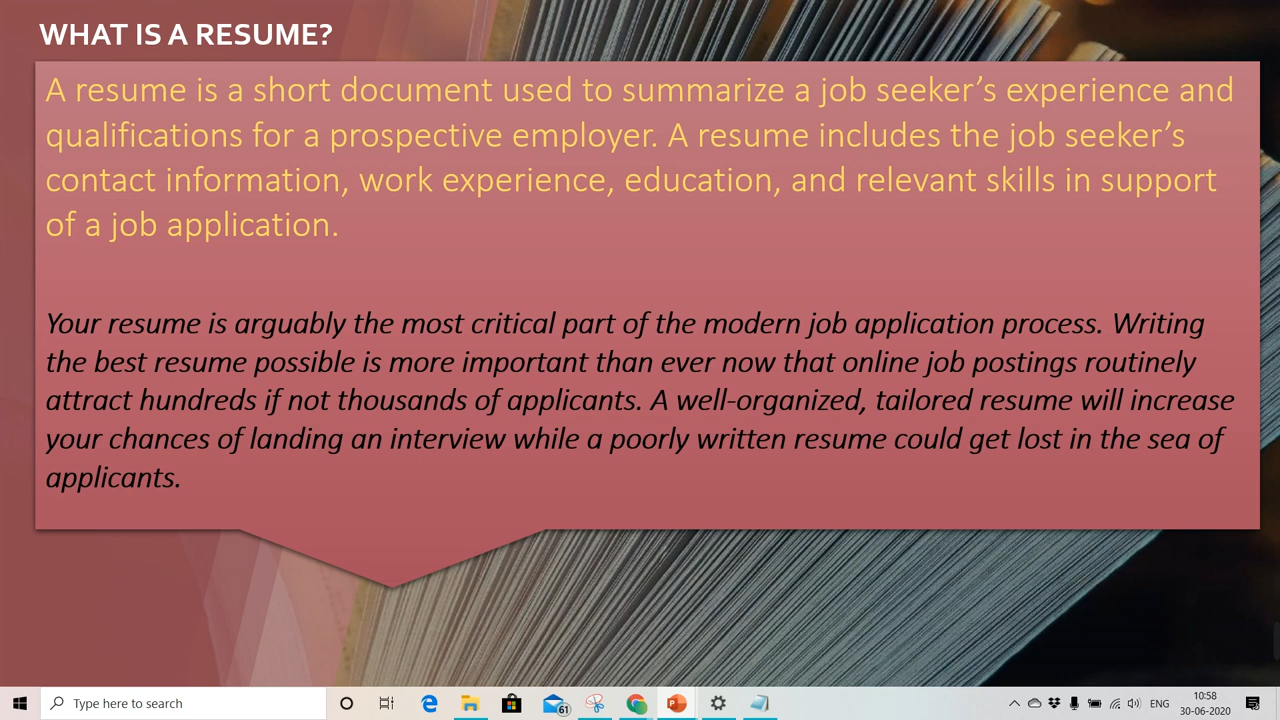 WHAT IS A RESUME?
A resume is a short document used to summarize a job seeker’s experience and
qualifications for a prospective employer. A resume includes the job seeker’s
contact information, work experience, education, and relevant skills in support
of a job application.
Your resume is arguably the most critical part of the modern job application process. Writing
the best resume possible is more important than ever now that online job postings routinely
attract hundreds if not thousands of applicants. A well-organized, tailored resume will increase
your chances of landing an interview while a poorly written resume could get lost in the sea of
applicants.
Type here to search
61
ENG
10:58
30-06-2020